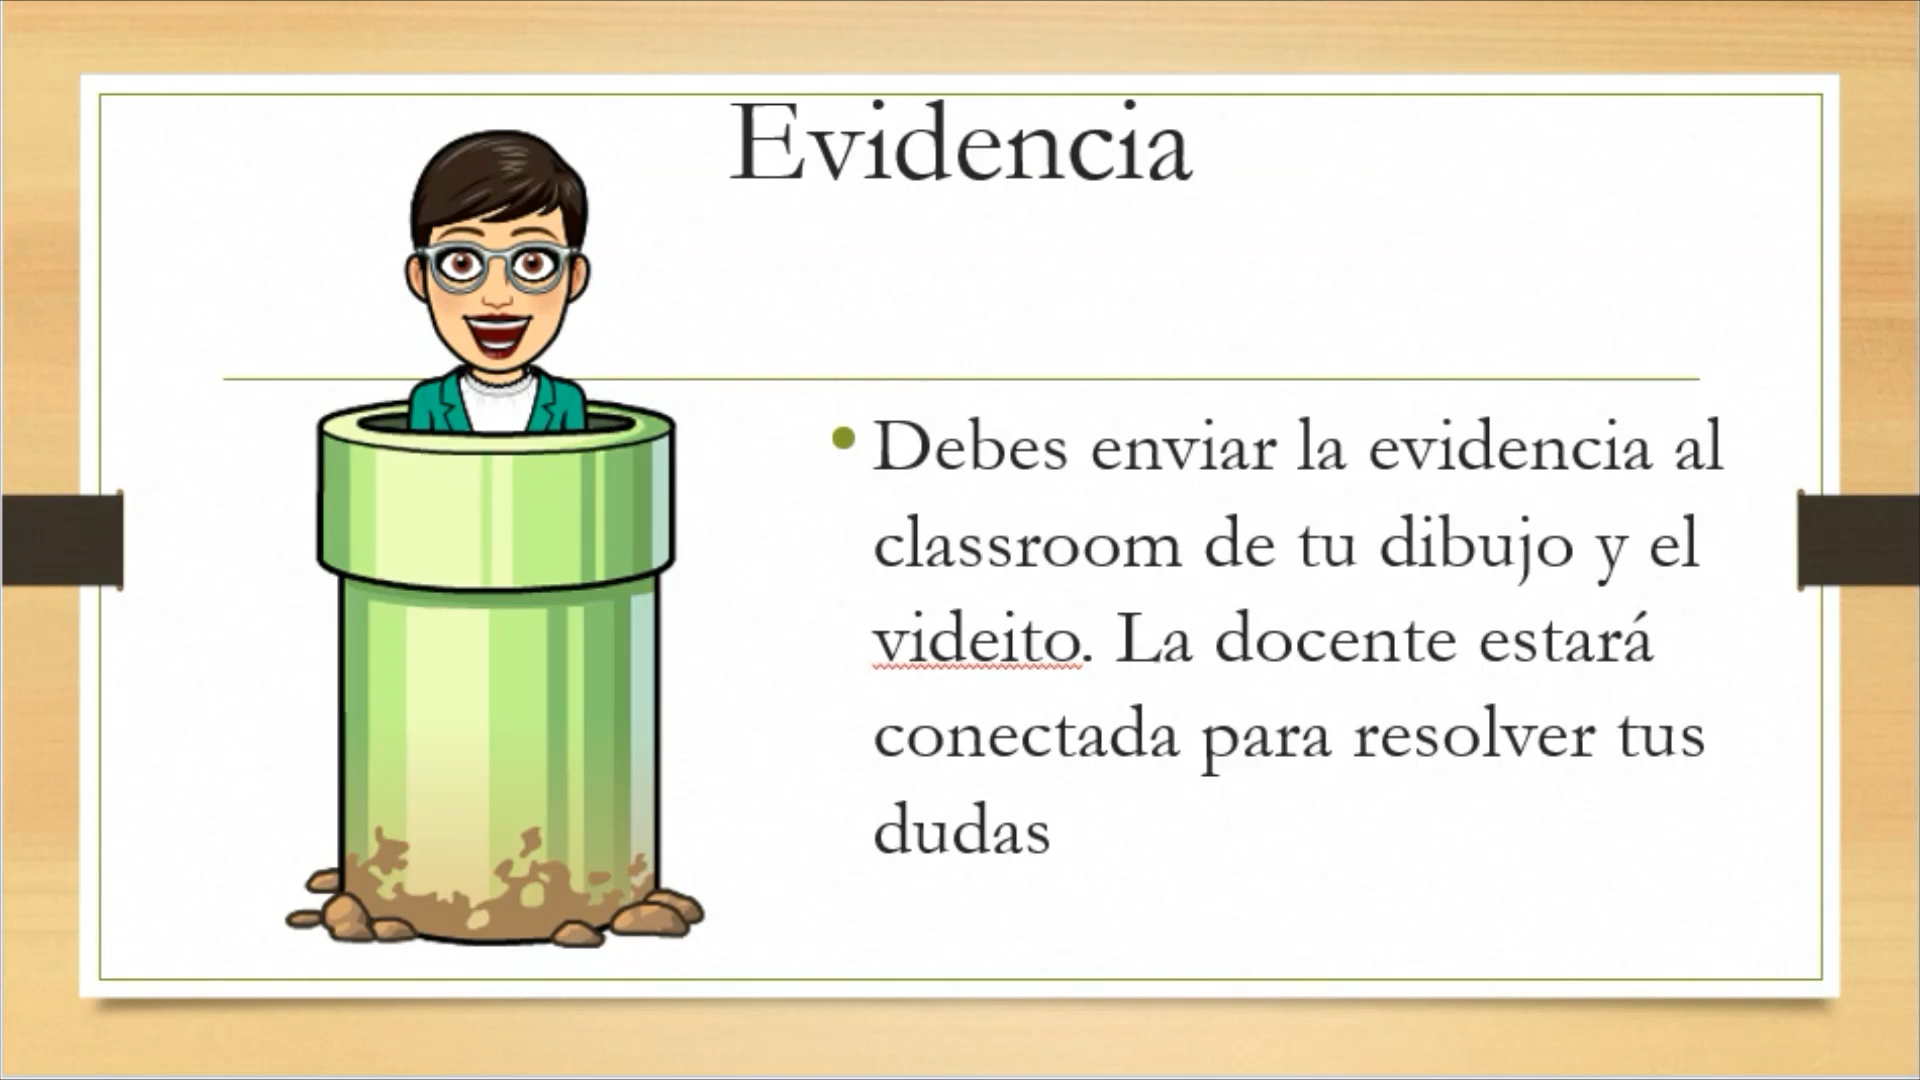 Evidencia
Debes enviar la evidencia al
classroom de tu dibujo y el
videito. La docente estará
conectada para resolver tus
dudas